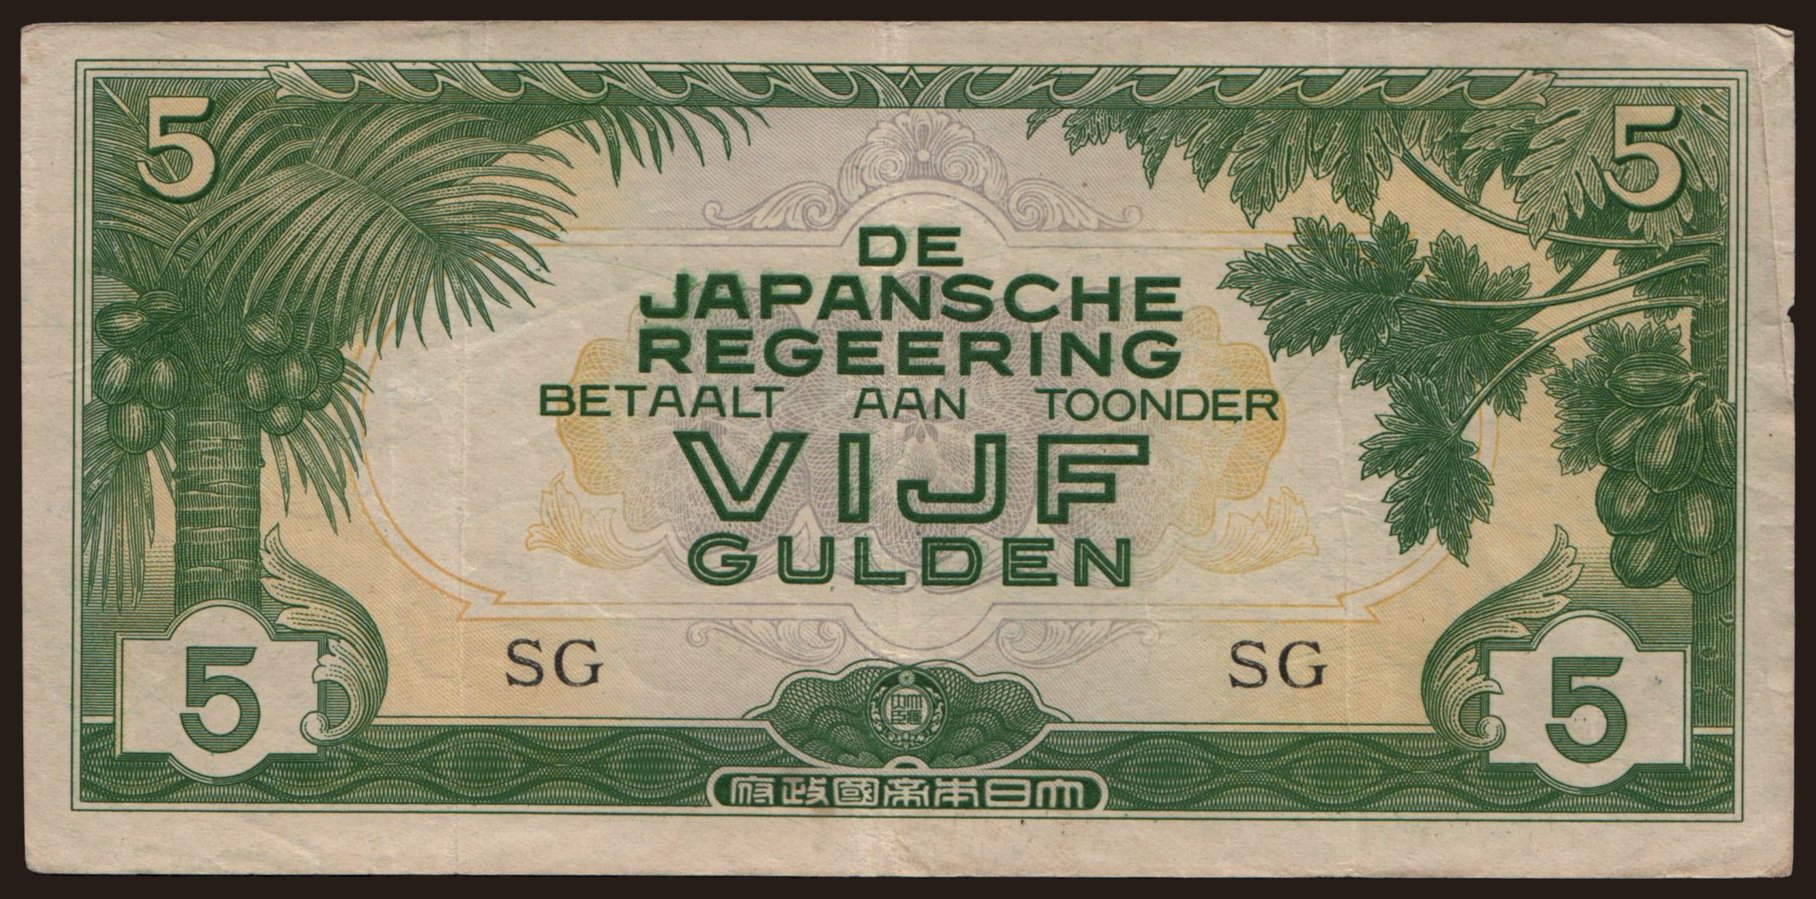 5
5
DE
JAPANSCHE
REGEERING
BETAALT AAN TOONDER
VIJF
GULDEN
SG
SG
5
5
府政國帝本日大